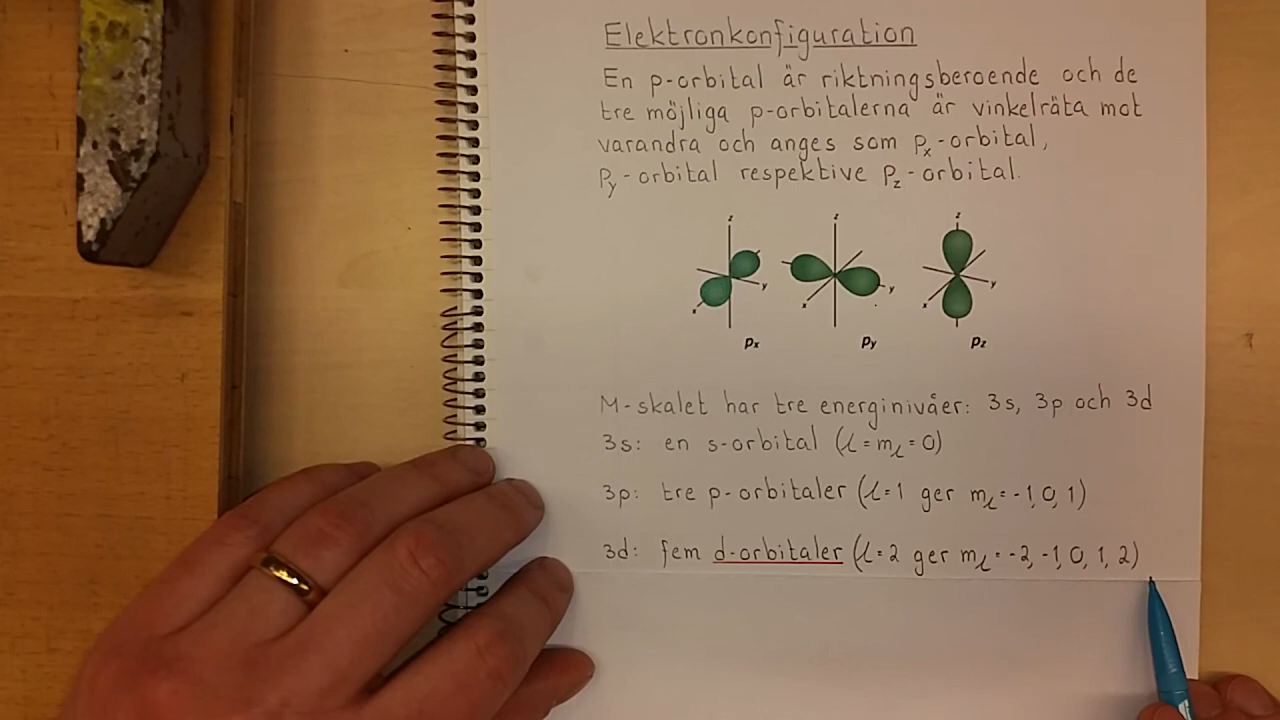 Elektronkonfiguration
En p-orbital är riktningsberoende och de
tre möjliga p-orbitalerna är vinkelräta mot
varandra och anges som px-orbital,
py-orbital respektive pz-orbital.
z z z
y y y
x x x
px py pz
M-skalet har tre energinivåer: 3s, 3p och 3d
3s: en s-orbital (l = ml = 0)
3p: tre p-orbitaler (l=1 ger ml = -1, 0, 1)
3d: fem d-orbitaler (l=2 ger ml = -2, -1, 0, 1, 2)